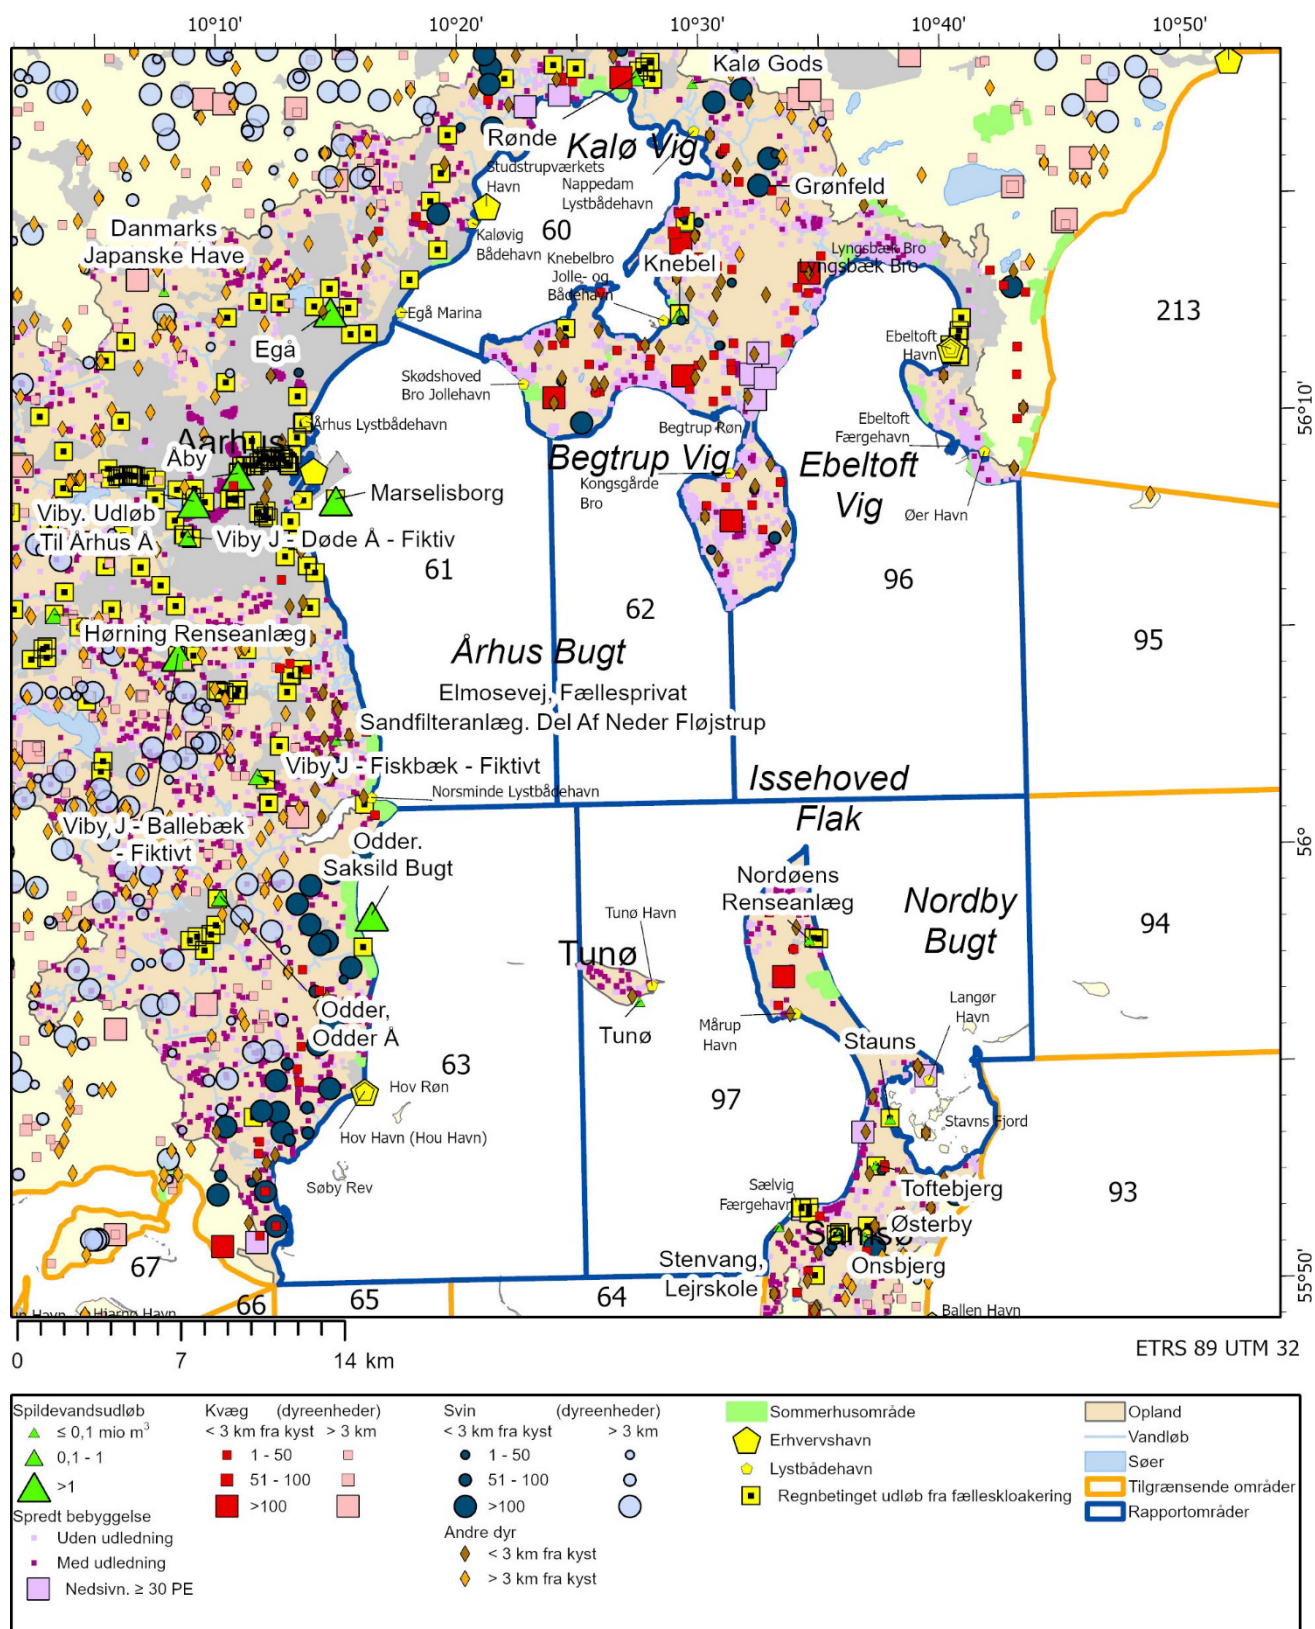 10°10' 10°20' 10°30' 10°40' 10°50'
Kalø Gods
Rønde
Kalø Vig
Studstrupværkets
Havn
Nappedam
Lystbådehavn
Grønfeld
Danmarks
Japanske Have
Kaløvig
Bådehavn
60
Knebelbro
Jolle- og
Bådehavn
Knebel
Lyngsbæk Bro
Lyngsbæk Bro
213
Egå Marina
Egå
Ebeltoft
Havn
Skødshoved
Bro Jollehavn
56°10'
Århus Lystbådehavn
Begtrup Røn
Ebeltoft
Færgehavn
Aarhus
Åby
Begtrup Vig
Kongsgårde
Bro
Ebeltoft
Vig
Marselisborg
Viby. Udløb
Til Århus Å
Viby J - Døde Å - Fiktiv
Øer Havn
61
62
96
95
Hørning Renseanlæg
Århus Bugt
Elmosevej, Fællesprivat
Sandfilteranlæg. Del Af Neder Fløjstrup
Viby J - Fiskbæk - Fiktivt
Norsminde Lystbådehavn
Issehoved
Flak
Viby J - Ballebæk
- Fiktivt
56°
Odder.
Saksild Bugt
Nordøens
Renseanlæg
Nordby
Bugt
94
Tunø Havn
Tunø
Tunø
Odder,
Odder Å
Mårup
Havn
Langør
Havn
Stauns
63
97
Hov Røn
Hov Havn (Hou Havn)
Stavns Fjord
Søby Rev
Sælvig
Færgehavn
Toftebjerg
93
Østerby
Samsø
Onsbjerg
Stenvang,
Lejrskole
67
66
65
64
55°50'
Hjarnø Havn
Ballen Havn
0 7 14 km
ETRS 89 UTM 32
Spildevandsudløb
≤ 0,1 mio m³
0,1 - 1
>1
Spredt bebyggelse
Uden udledning
Med udledning
Nedsivn. ≥ 30 PE
Kvæg (dyreenheder)
< 3 km fra kyst > 3 km
1 - 50
51 - 100
>100
Svin (dyreenheder)
< 3 km fra kyst > 3 km
1 - 50
51 - 100
>100
Andre dyr
< 3 km fra kyst
> 3 km fra kyst
Sommerhusområde
Erhvervshavn
Lystbådehavn
Regnbetinget udløb fra fælleskloakering
Opland
Vandløb
Søer
Tilgrænsende områder
Rapportområder